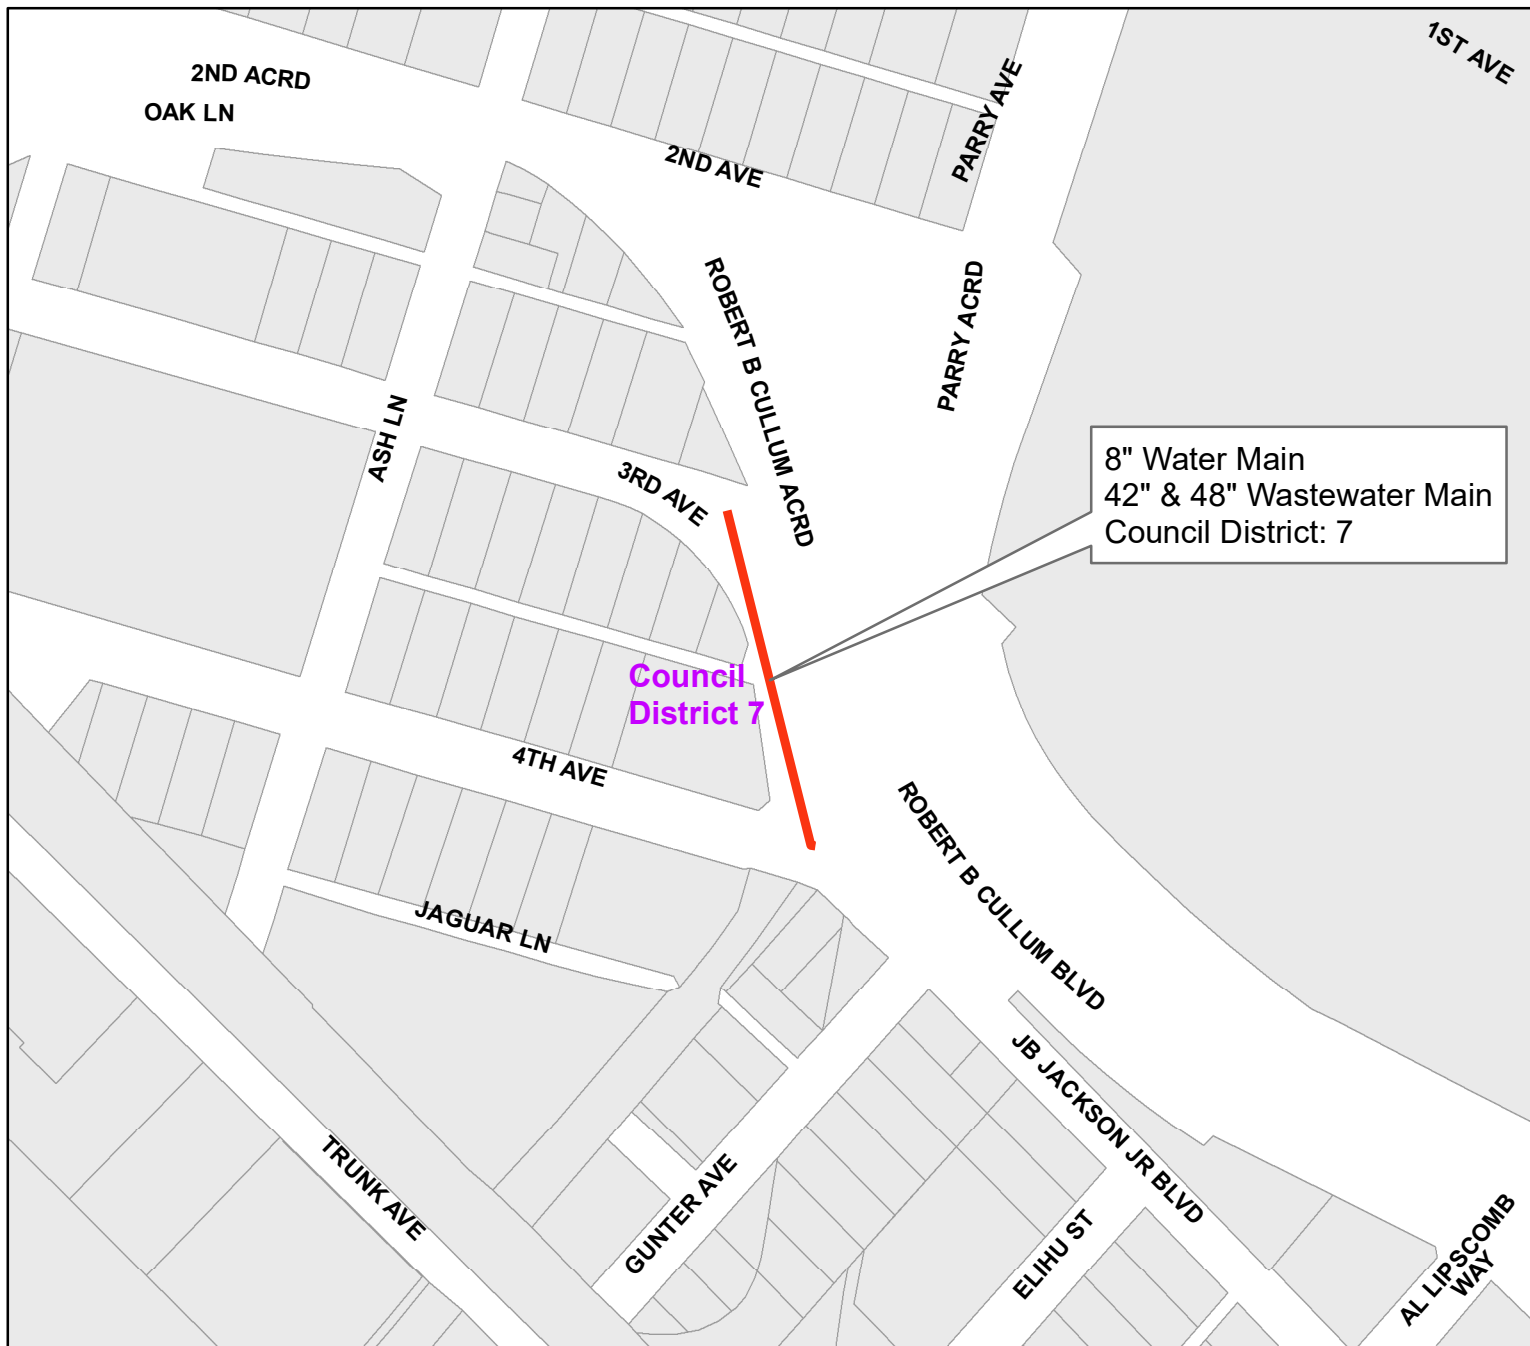 1ST AVE
2ND ACRD
OAK LN
PARRY AVE
2ND AVE
ROBERT B CULLUM ACRD
PARRY ACRD
ASH LN
3RD AVE
8" Water Main
42" & 48" Wastewater Main
Council District: 7
Council
District 7
4TH AVE
ROBERT B CULLUM BLVD
JAGUAR LN
JB JACKSON JR BLVD
TRUNK AVE
GUNTER AVE
ELIHU ST
AL LIPSCOMB
WAY